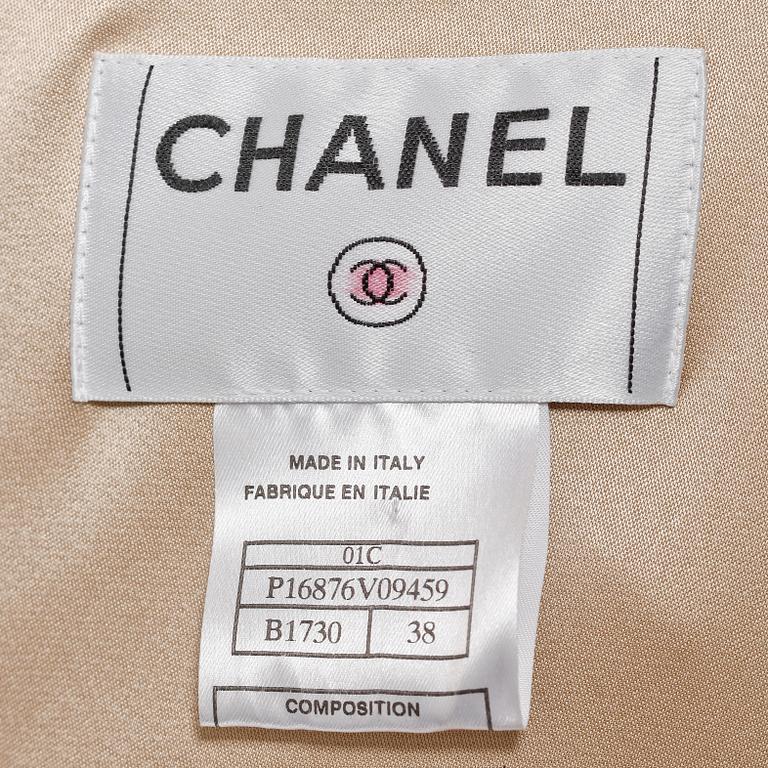 CHANEL
MADE IN ITALY
FABRIQUE EN ITALIE
01C
P16876V09459
B1730 38
COMPOSITION